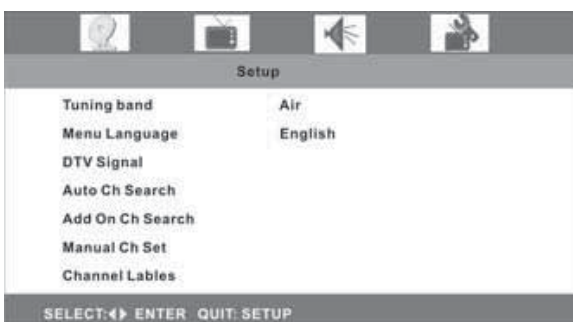 Setup
Tuning band Air
Menu Language English
DTV Signal
Auto Ch Search
Add On Ch Search
Manual Ch Set
Channel Lables
SELECT:◀▶ ENTER QUIT: SETUP